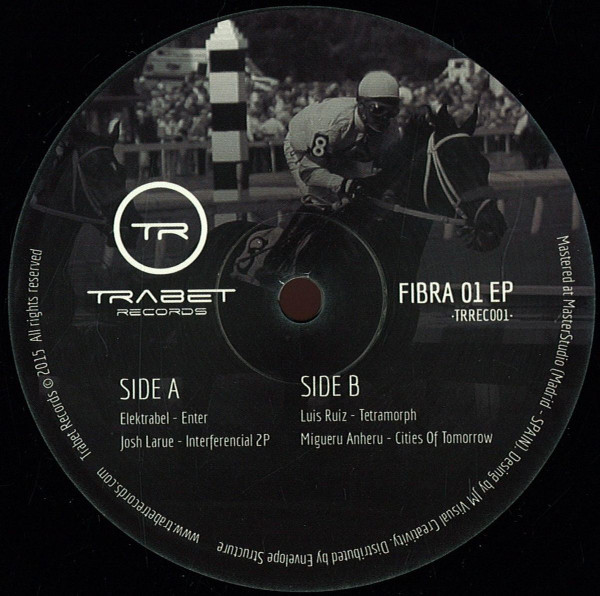 8
8
TR
TRABET
RECORDS
FIBRA 01 EP
·TRREC001·
SIDE A
Elektrabel - Enter
Josh Larue - Interferencial 2P
SIDE B
Luis Ruiz - Tetramorph
Migueru Anheru - Cities Of Tomorrow
Mastered at MasterStudio (Madrid - SPAIN), Desing by JM Visual Creativity, Distributed by Envelope Structure
www.trabetrecords.com
Trabet Records © 2015 All rights reserved